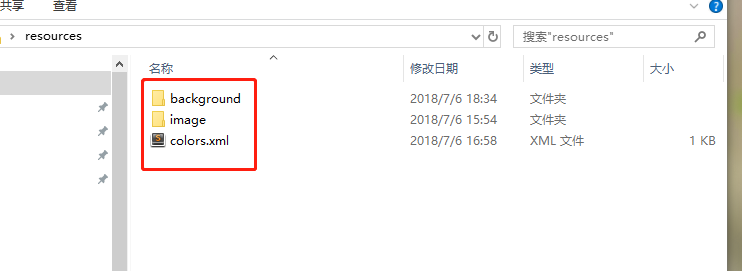 共享 查看
resources 搜索"resources"
名称 修改日期 类型 大小
background 2018/7/6 18:34 文件夹
image 2018/7/6 15:54 文件夹
colors.xml 2018/7/6 16:58 XML 文件 1 KB